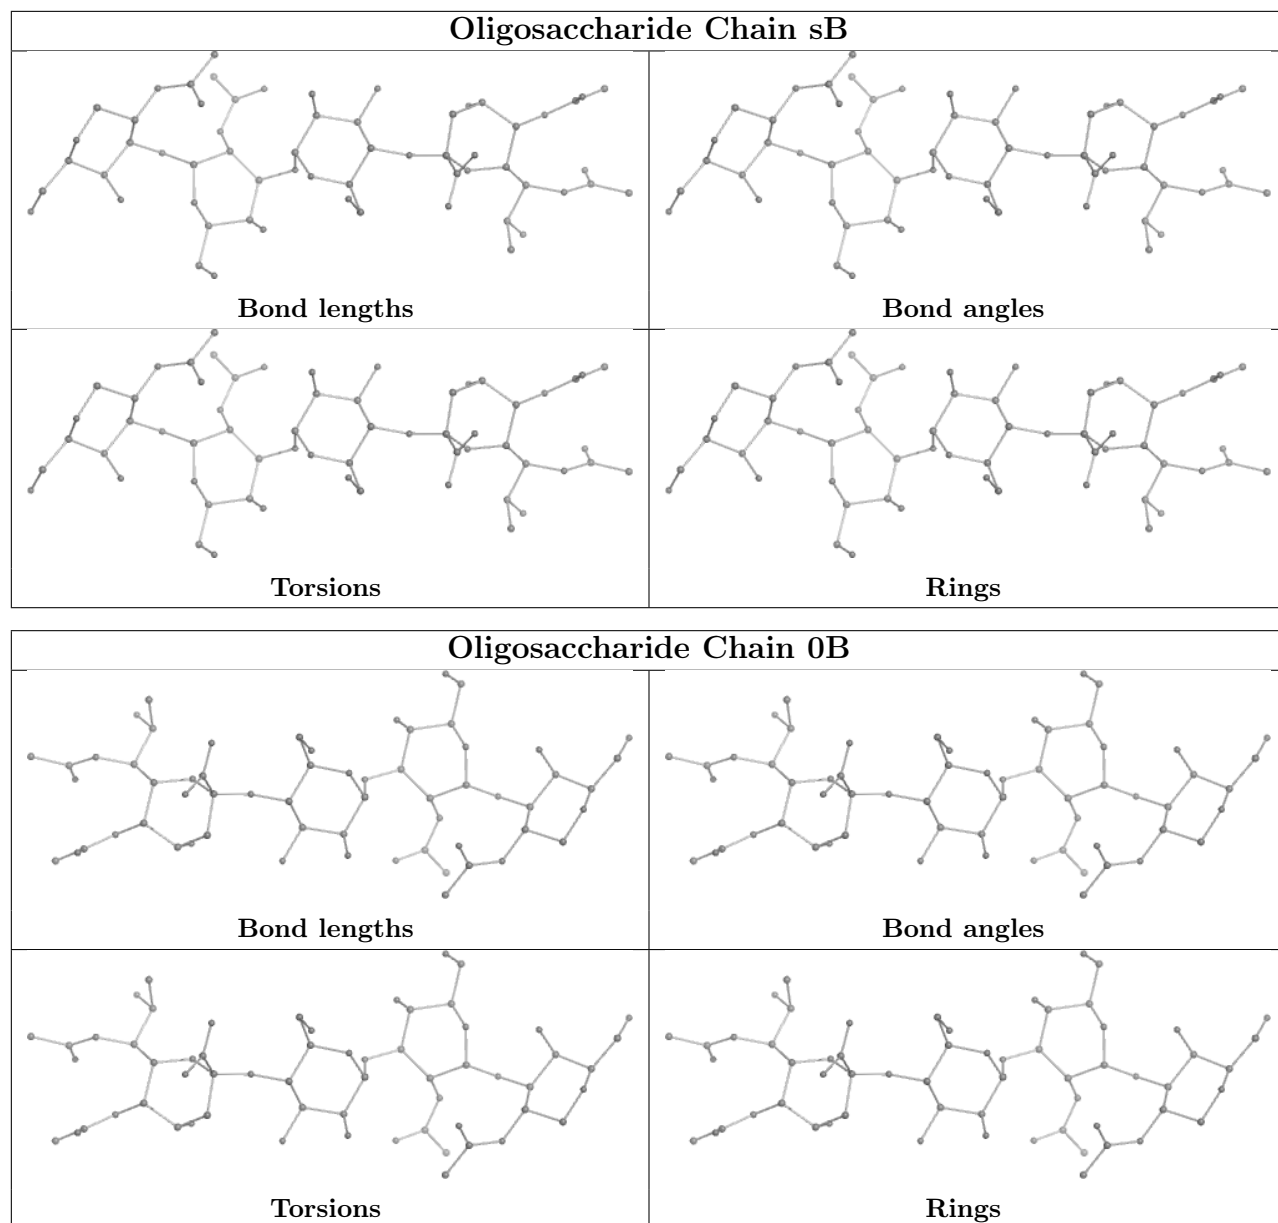 Oligosaccharide Chain sB
Bond lengths
Bond angles
Torsions
Rings
Oligosaccharide Chain 0B
Bond lengths
Bond angles
Torsions
Rings